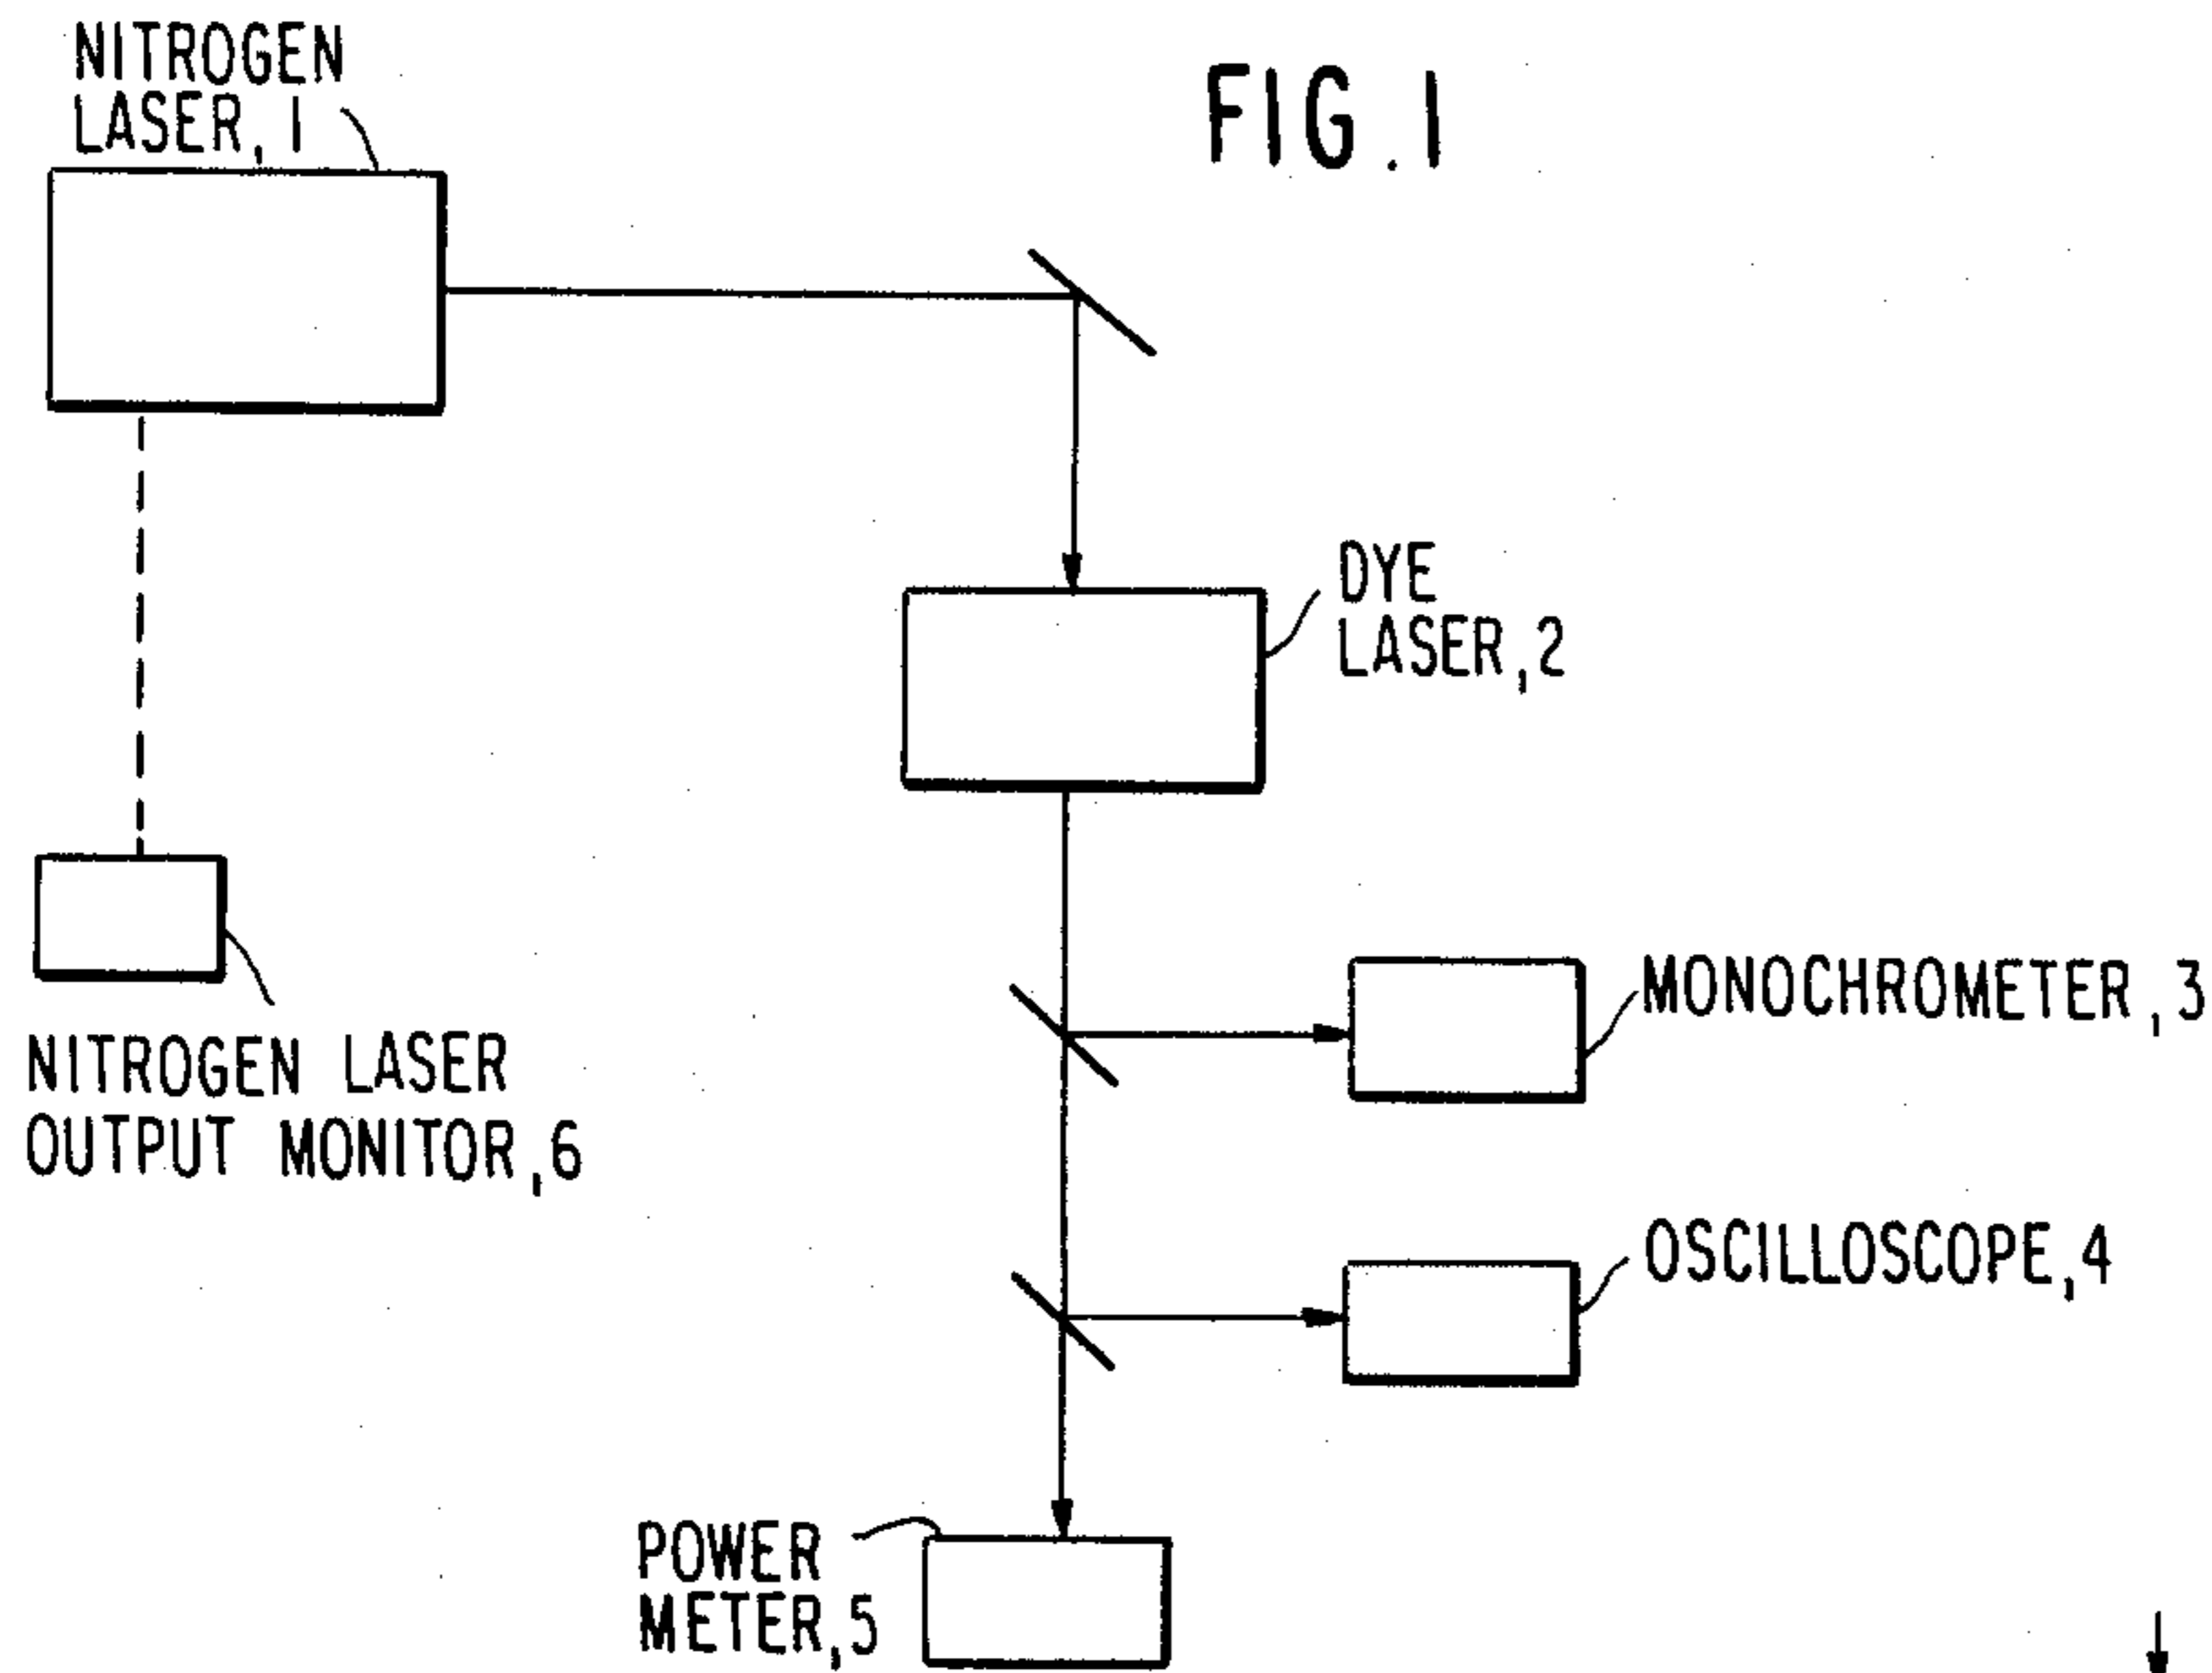 NITROGEN
LASER, 1
FIG. 1
DYE
LASER,2
MONOCHROMETER,3
NITROGEN LASER
OUTPUT MONITOR,6
OSCILLOSCOPE,4
POWER
METER,5